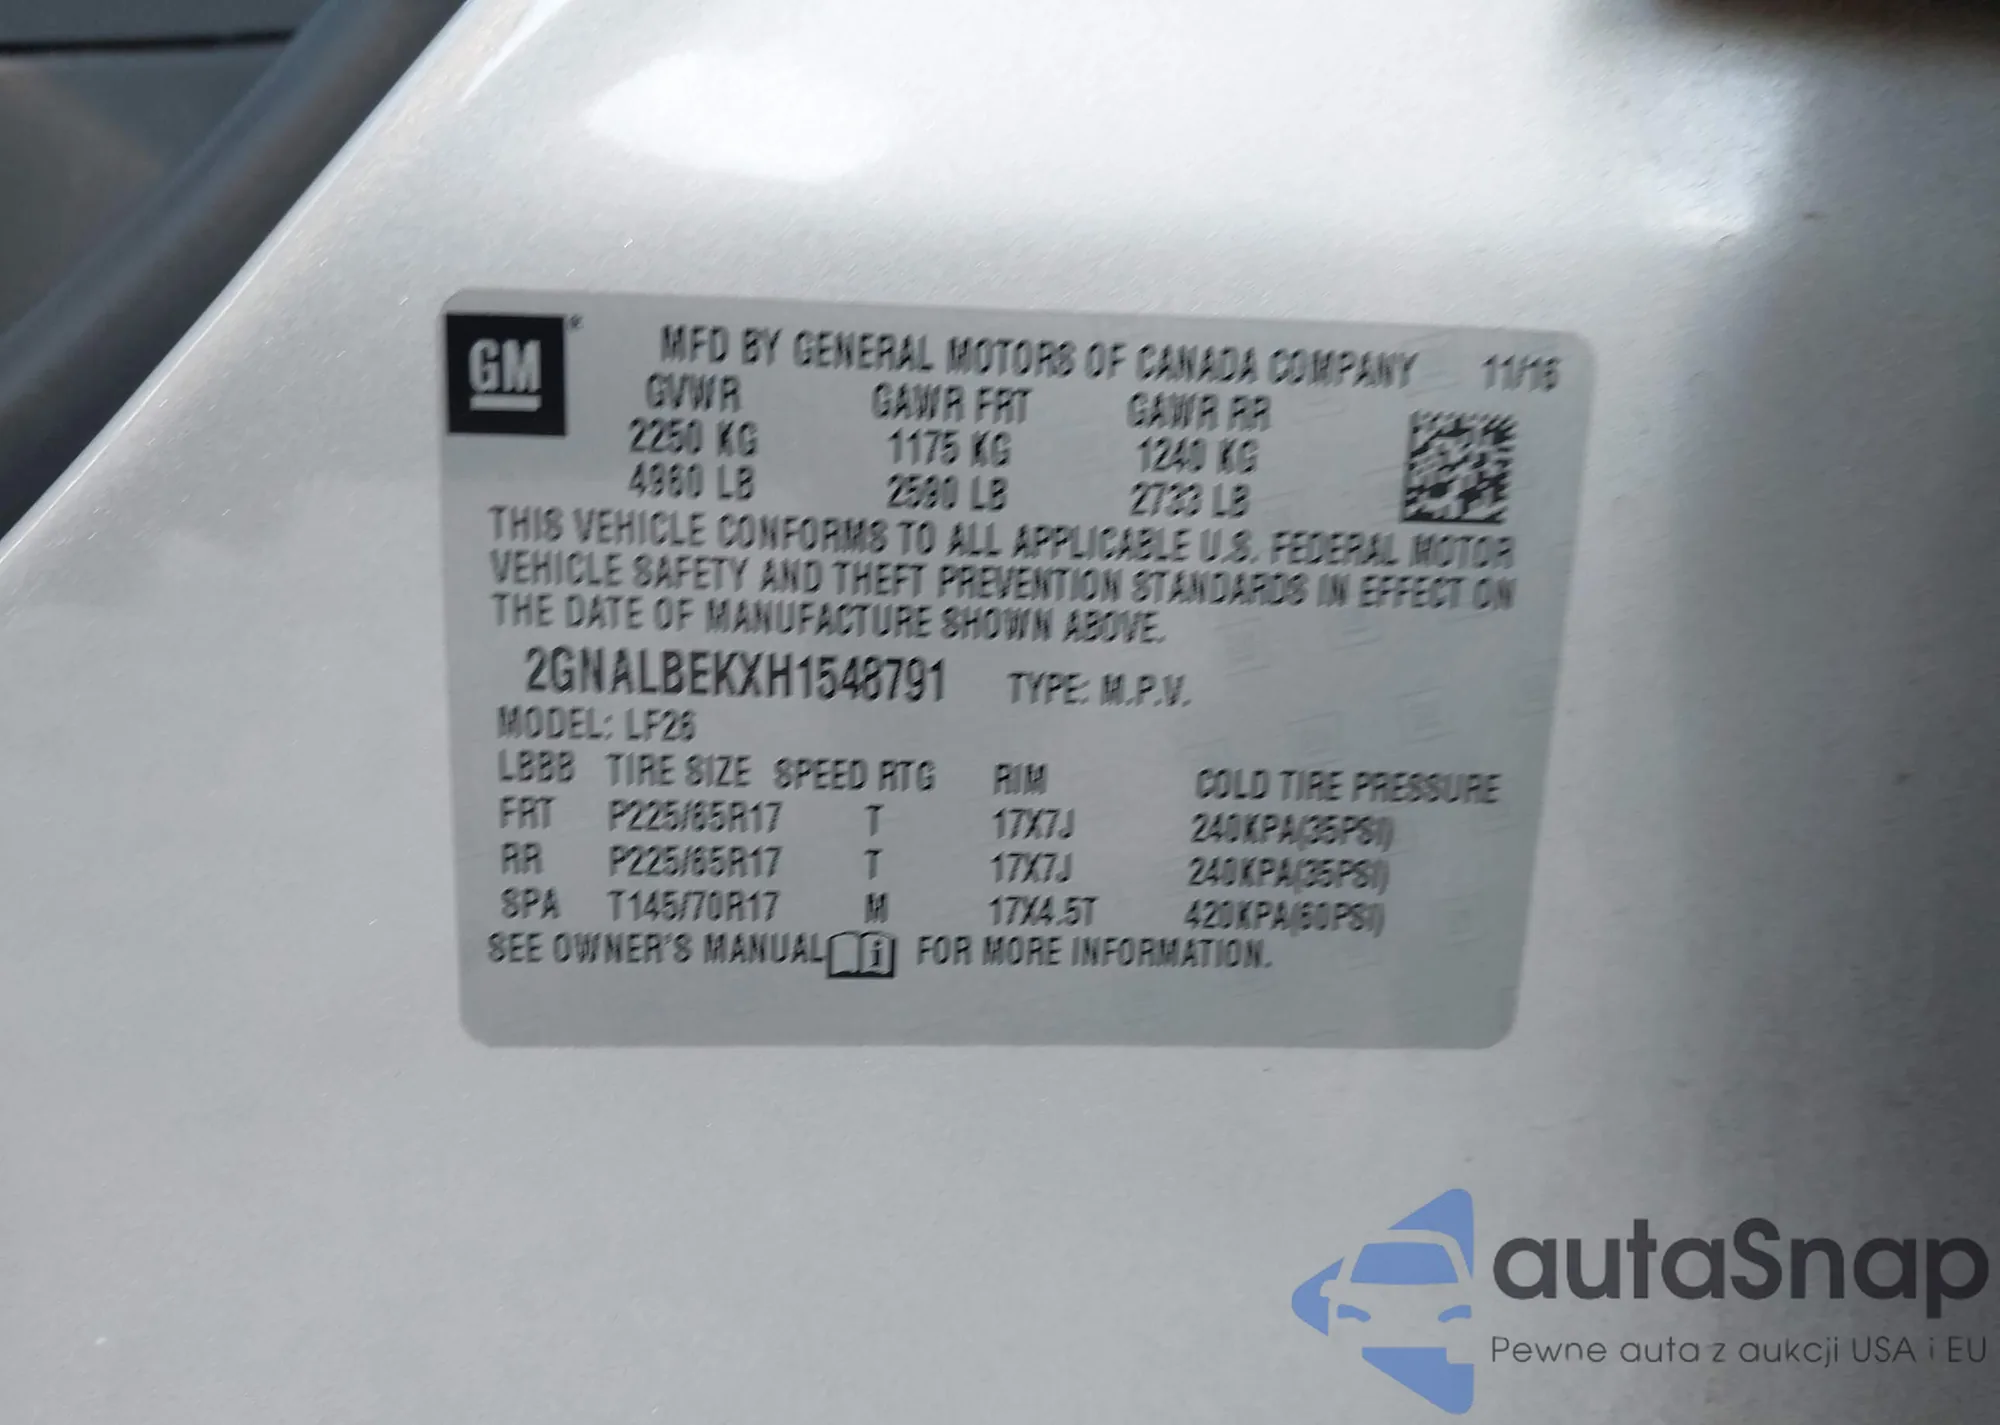 GM
MFD BY GENERAL MOTORS OF CANADA COMPANY 11/16
GVWR GAWR FRT GAWR RR
2250 KG 1175 KG 1240 KG
4960 LB 2590 LB 2733 LB
THIS VEHICLE CONFORMS TO ALL APPLICABLE U.S. FEDERAL MOTOR
VEHICLE SAFETY AND THEFT PREVENTION STANDARDS IN EFFECT ON
THE DATE OF MANUFACTURE SHOWN ABOVE.
2GNALBEKXH1548791 TYPE: M.P.V.
MODEL: LF26
LBBB TIRE SIZE SPEED RTG RIM COLD TIRE PRESSURE
FRT P225/65R17 T 17X7J 240KPA(35PSI)
RR P225/65R17 T 17X7J 240KPA(35PSI)
SPA T145/70R17 M 17X4.5T 420KPA(60PSI)
SEE OWNER'S MANUAL i FOR MORE INFORMATION.
autaSnap
Pewne auta z aukcji USA i EU